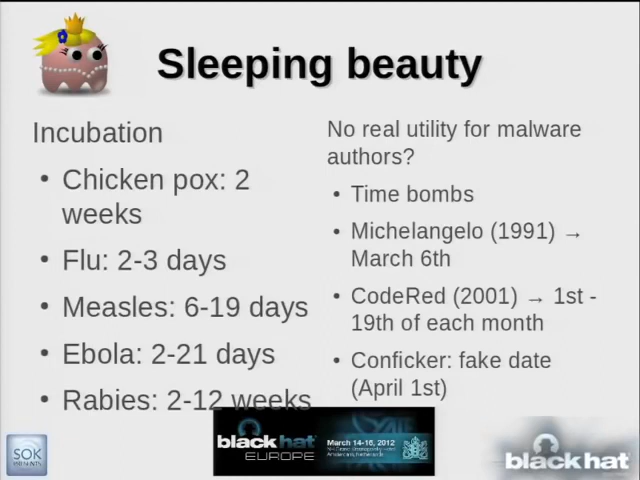 Sleeping beauty
Incubation
• Chicken pox: 2
weeks
• Flu: 2-3 days
• Measles: 6-19 days
• Ebola: 2-21 days
• Rabies: 2-12 weeks
No real utility for malware
authors?
• Time bombs
• Michelangelo (1991) →
March 6th
• CodeRed (2001) → 1st -
19th of each month
• Conficker: fake date
(April 1st)
SOK
PRESENTS
black hat
EUROPE
March 14-16, 2012
black hat